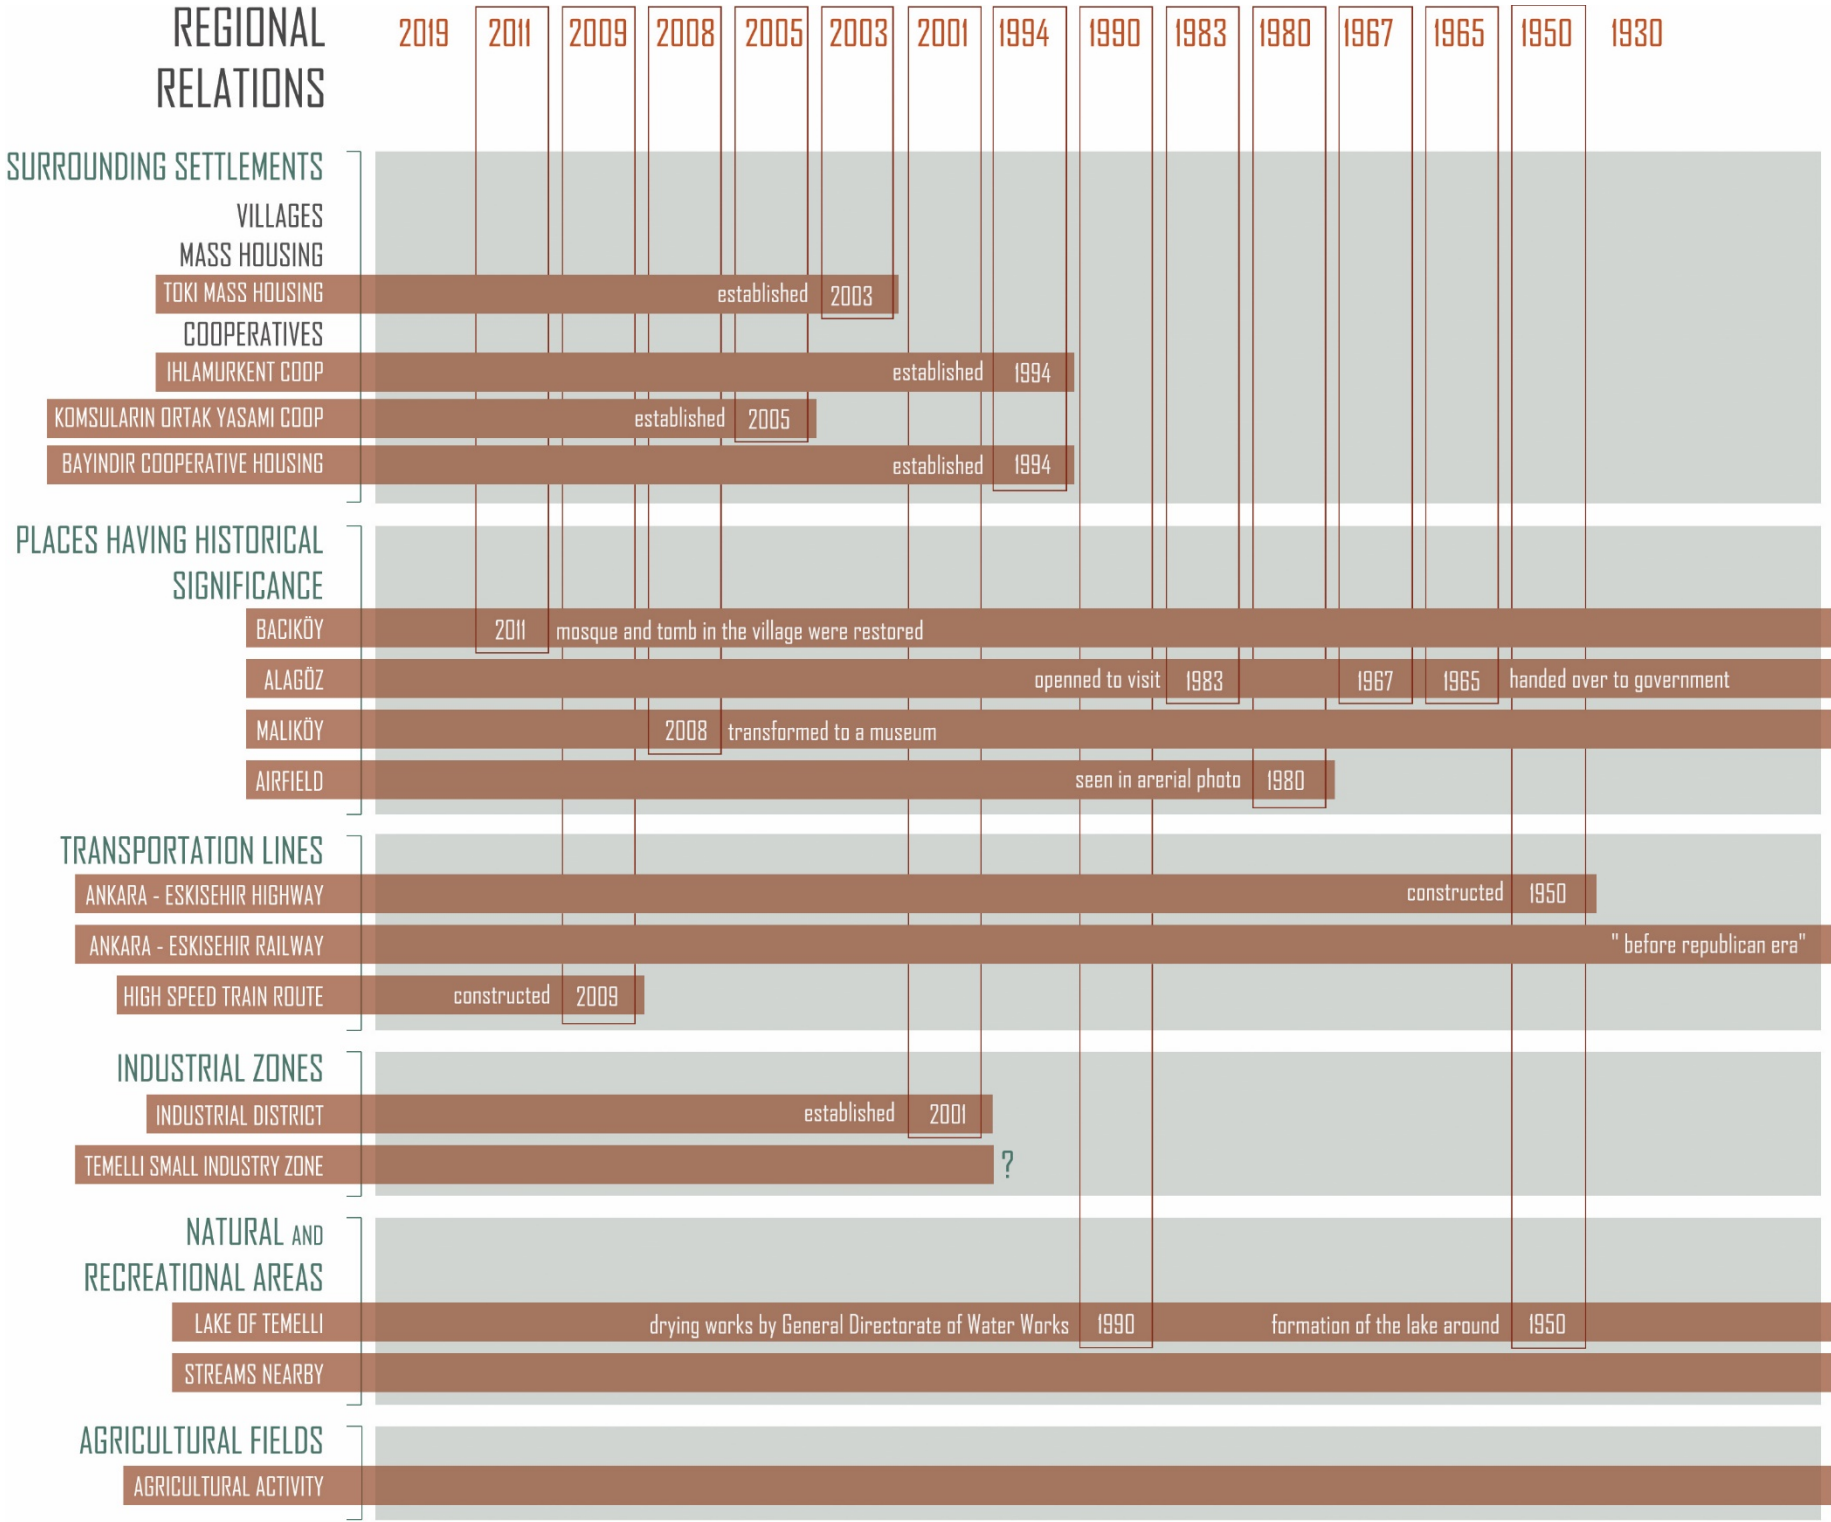 REGIONAL
RELATIONS
2019 2011 2009 2008 2005 2003 2001 1994 1990 1983 1980 1967 1965 1950 1930
SURROUNDING SETTLEMENTS
VILLAGES
MASS HOUSING
TOKI MASS HOUSING established 2003
COOPERATIVES
IHLAMURKENT COOP established 1994
KOMSULARIN ORTAK YASAMI COOP established 2005
BAYINDIR COOPERATIVE HOUSING established 1994
PLACES HAVING HISTORICAL
SIGNIFICANCE
BACIKÖY 2011 mosque and tomb in the village were restored
ALAGÖZ openned to visit 1983 1967 1965 handed over to government
MALIKÖY 2008 transformed to a museum
AIRFIELD seen in arerial photo 1980
TRANSPORTATION LINES
ANKARA - ESKISEHIR HIGHWAY constructed 1950
ANKARA - ESKISEHIR RAILWAY " before republican era"
HIGH SPEED TRAIN ROUTE constructed 2009
INDUSTRIAL ZONES
INDUSTRIAL DISTRICT established 2001
TEMELLI SMALL INDUSTRY ZONE ?
NATURAL AND
RECREATIONAL AREAS
LAKE OF TEMELLI drying works by General Directorate of Water Works 1990 formation of the lake around 1950
STREAMS NEARBY
AGRICULTURAL FIELDS
AGRICULTURAL ACTIVITY